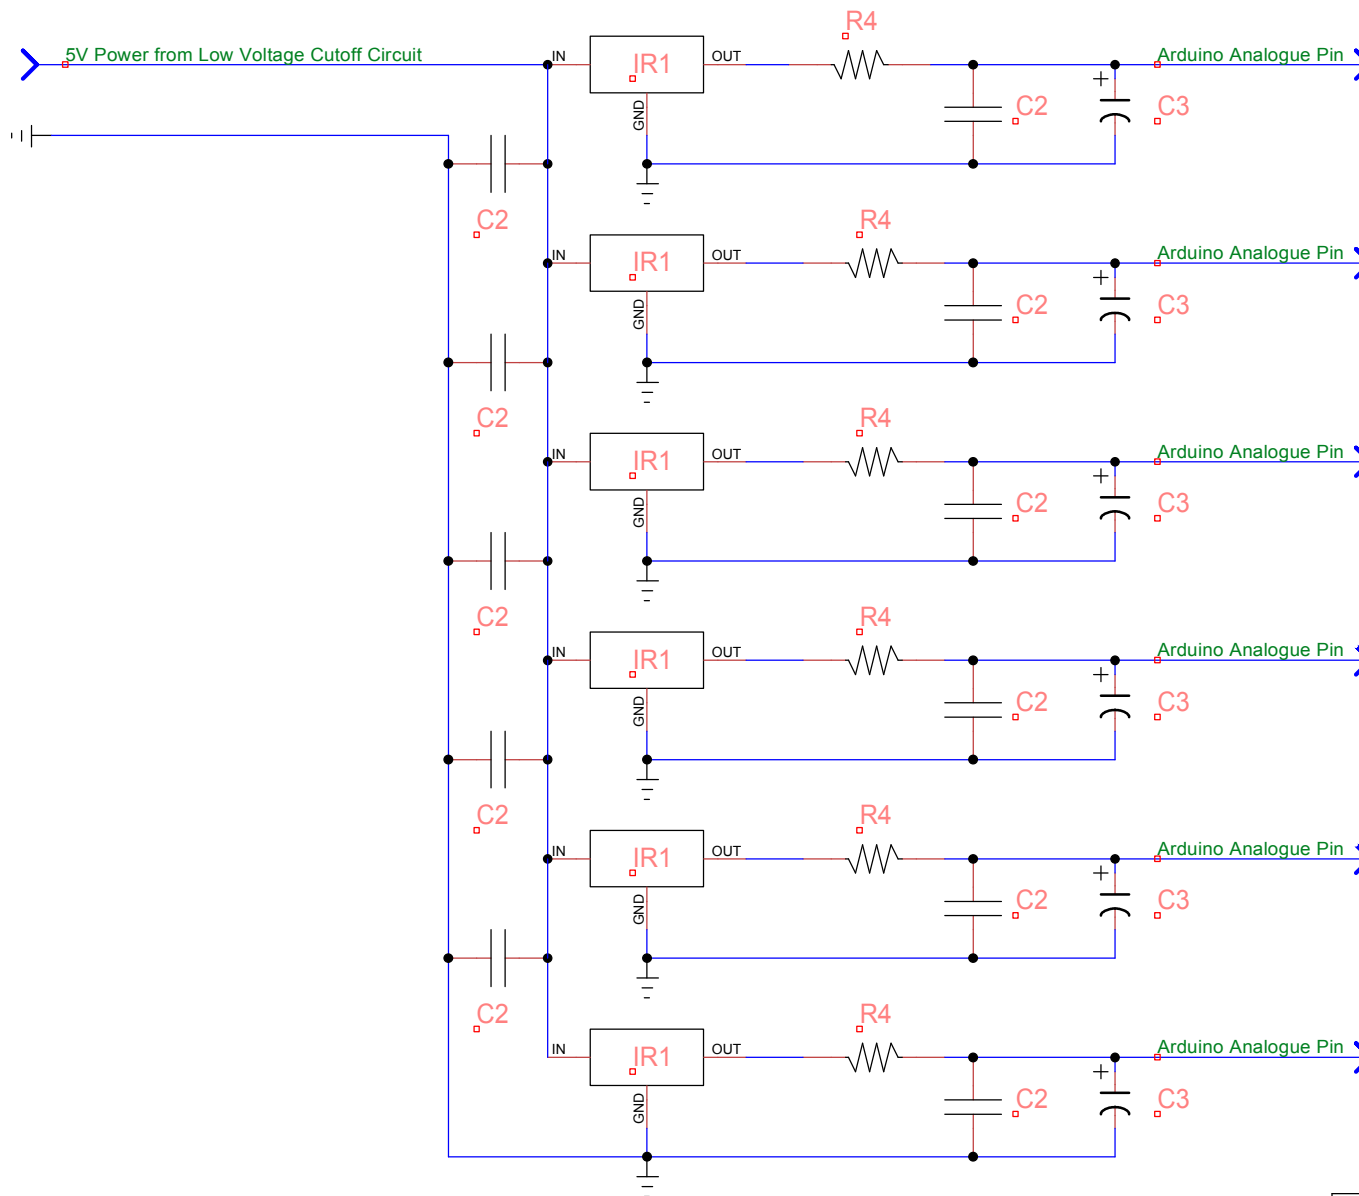 R4
5V Power from Low Voltage Cutoff Circuit
IN
IR1
OUT
Arduino Analogue Pin
GND
C2
+
C3
C2
R4
IN
IR1
OUT
Arduino Analogue Pin
GND
C2
+
C3
C2
R4
IN
IR1
OUT
Arduino Analogue Pin
GND
C2
+
C3
C2
R4
IN
IR1
OUT
Arduino Analogue Pin
GND
C2
+
C3
C2
R4
IN
IR1
OUT
Arduino Analogue Pin
GND
C2
+
C3
C2
R4
IN
IR1
OUT
Arduino Analogue Pin
GND
C2
+
C3